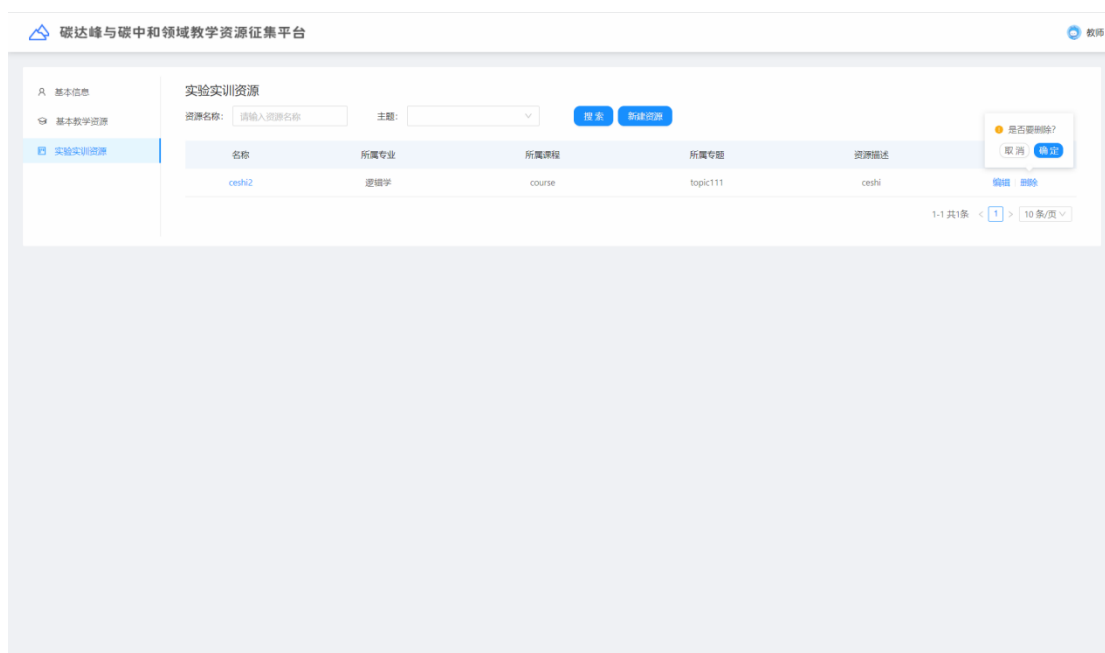 碳达峰与碳中和领域教学资源征集平台
教师
基本信息
基本教学资源
实验实训资源
实验实训资源
资源名称: 请输入资源名称 主题: 搜 索 新建资源
是否要删除?
取 消 确 定
名称 所属专业 所属课程 所属专题 资源描述
ceshi2 逻辑学 course topic111 ceshi 编辑 删除
1-1 共1条 < 1 > 10 条/页